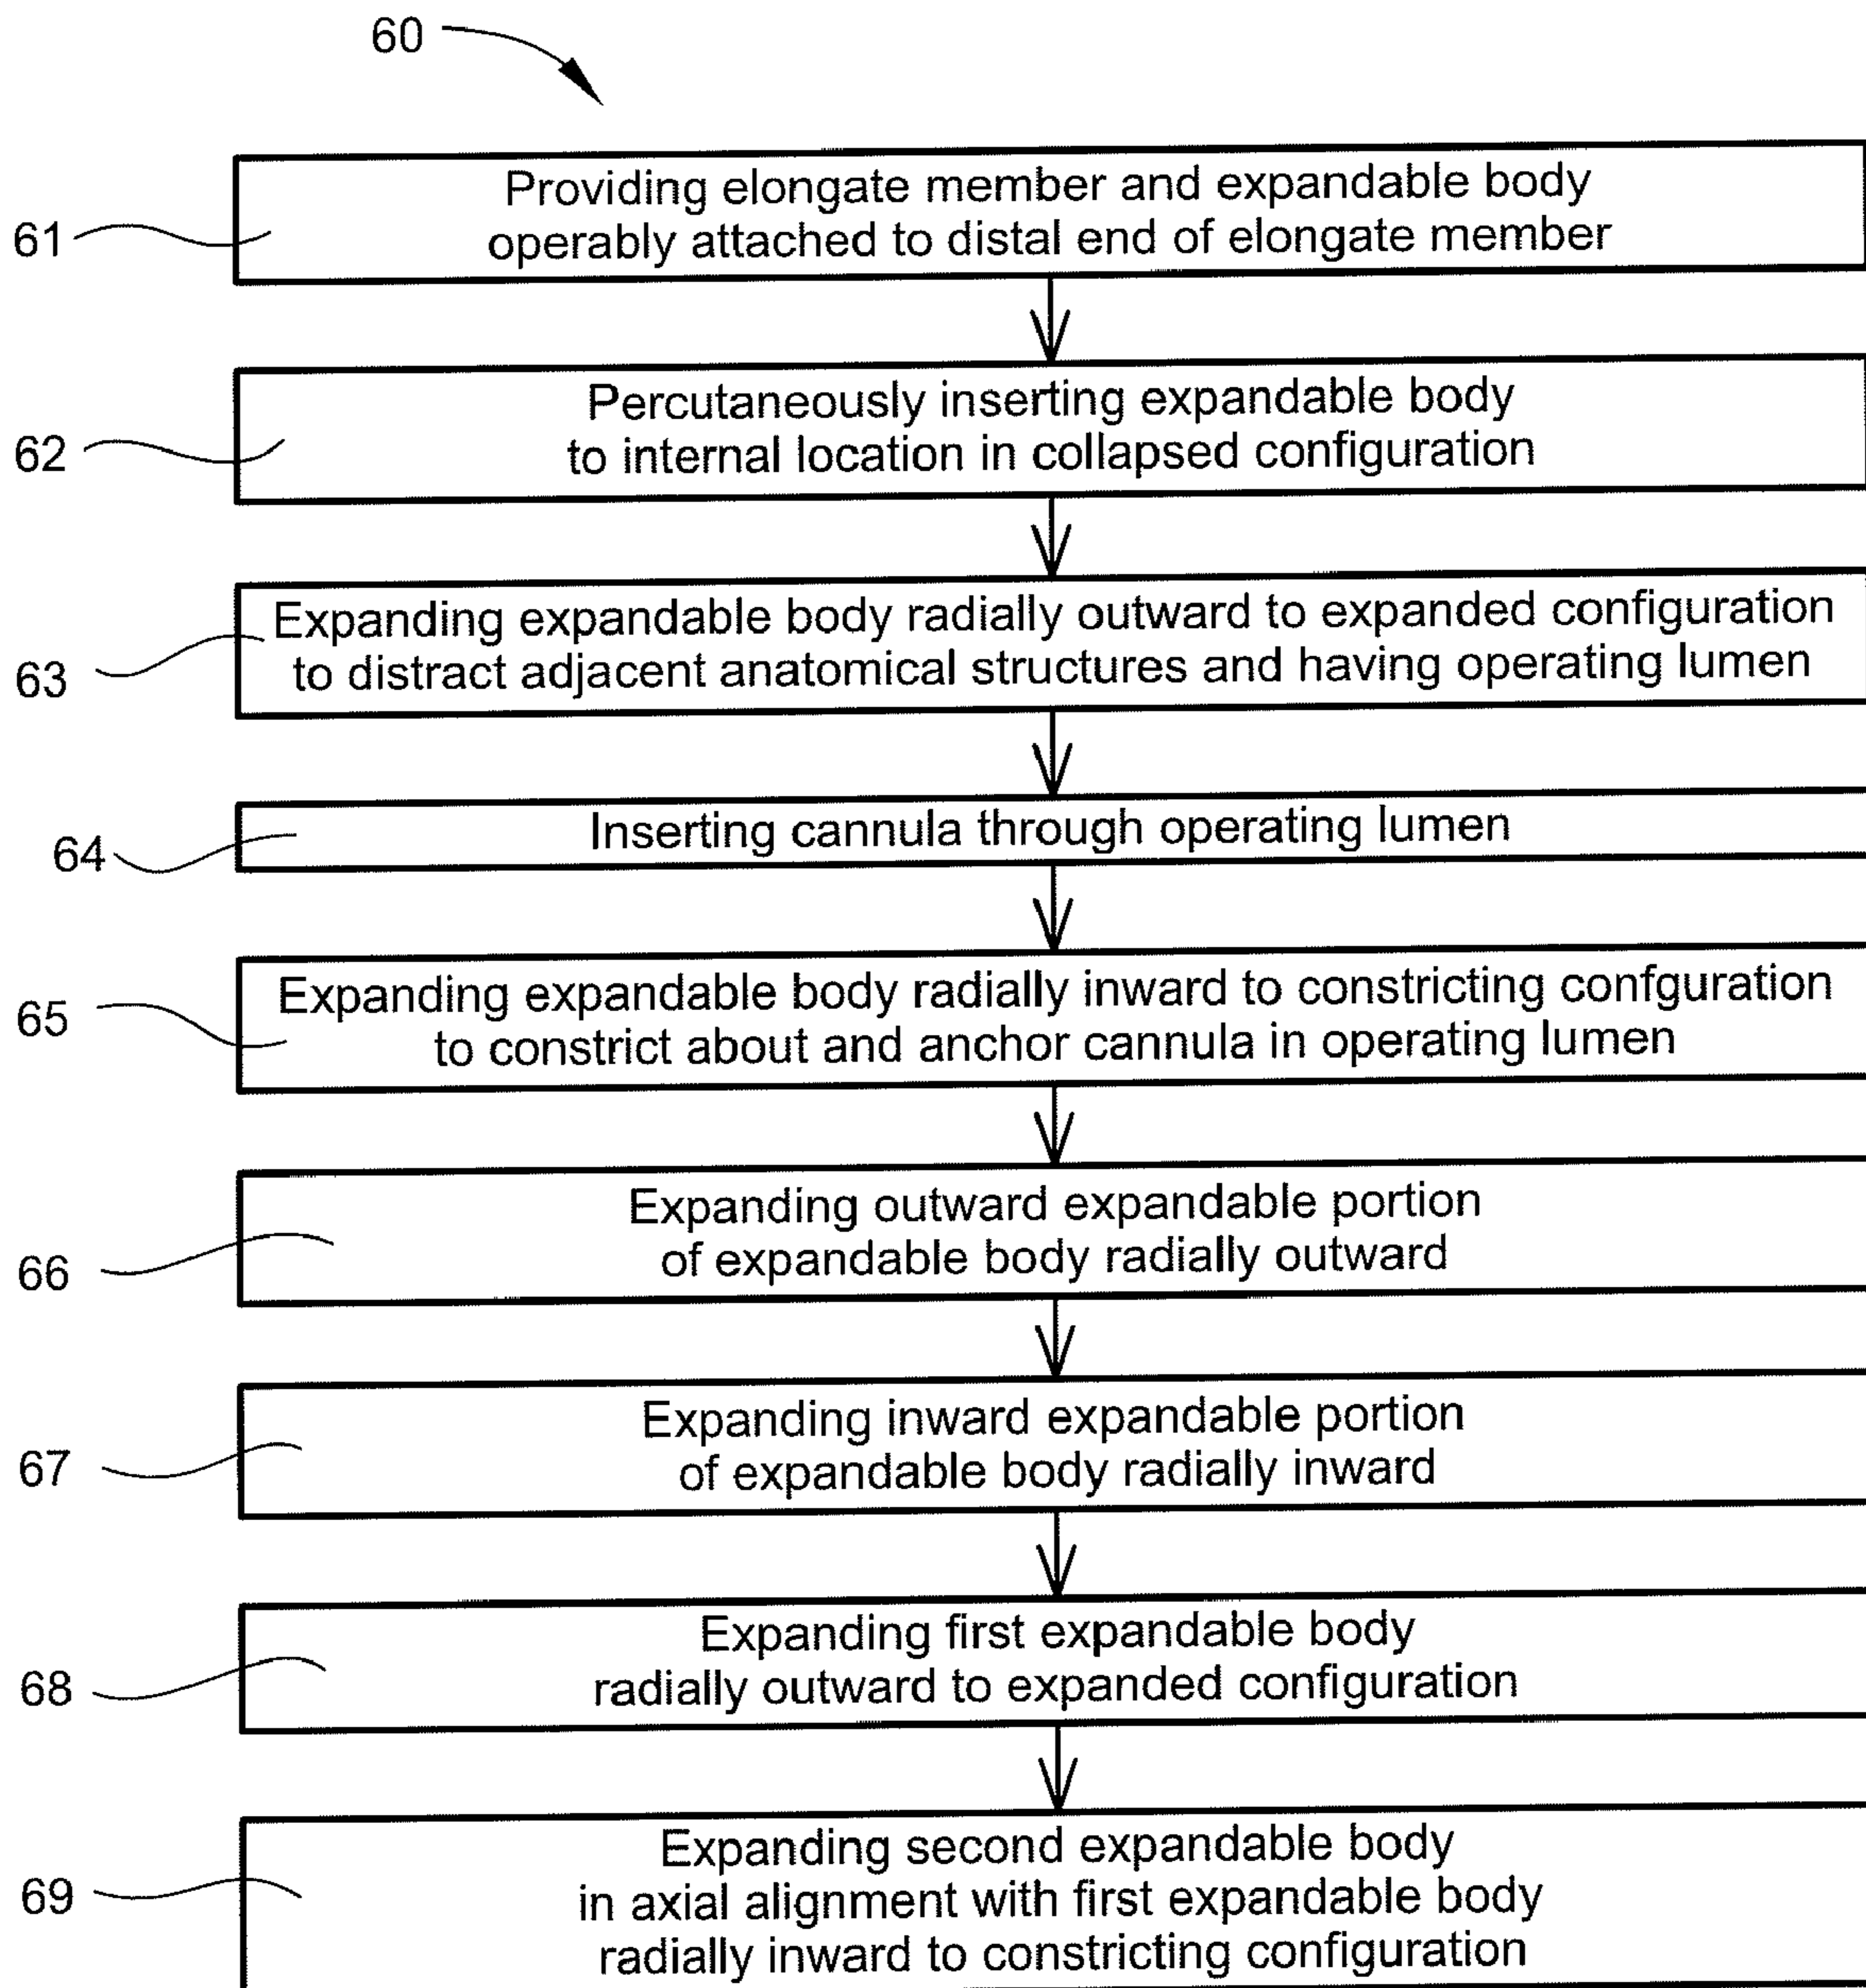 60
61
Providing elongate member and expandable body
operably attached to distal end of elongate member
62
Percutaneously inserting expandable body
to internal location in collapsed configuration
63
Expanding expandable body radially outward to expanded configuration
to distract adjacent anatomical structures and having operating lumen
64
Inserting cannula through operating lumen
65
Expanding expandable body radially inward to constricting confguration
to constrict about and anchor cannula in operating lumen
66
Expanding outward expandable portion
of expandable body radially outward
67
Expanding inward expandable portion
of expandable body radially inward
68
Expanding first expandable body
radially outward to expanded configuration
69
Expanding second expandable body
in axial alignment with first expandable body
radially inward to constricting configuration